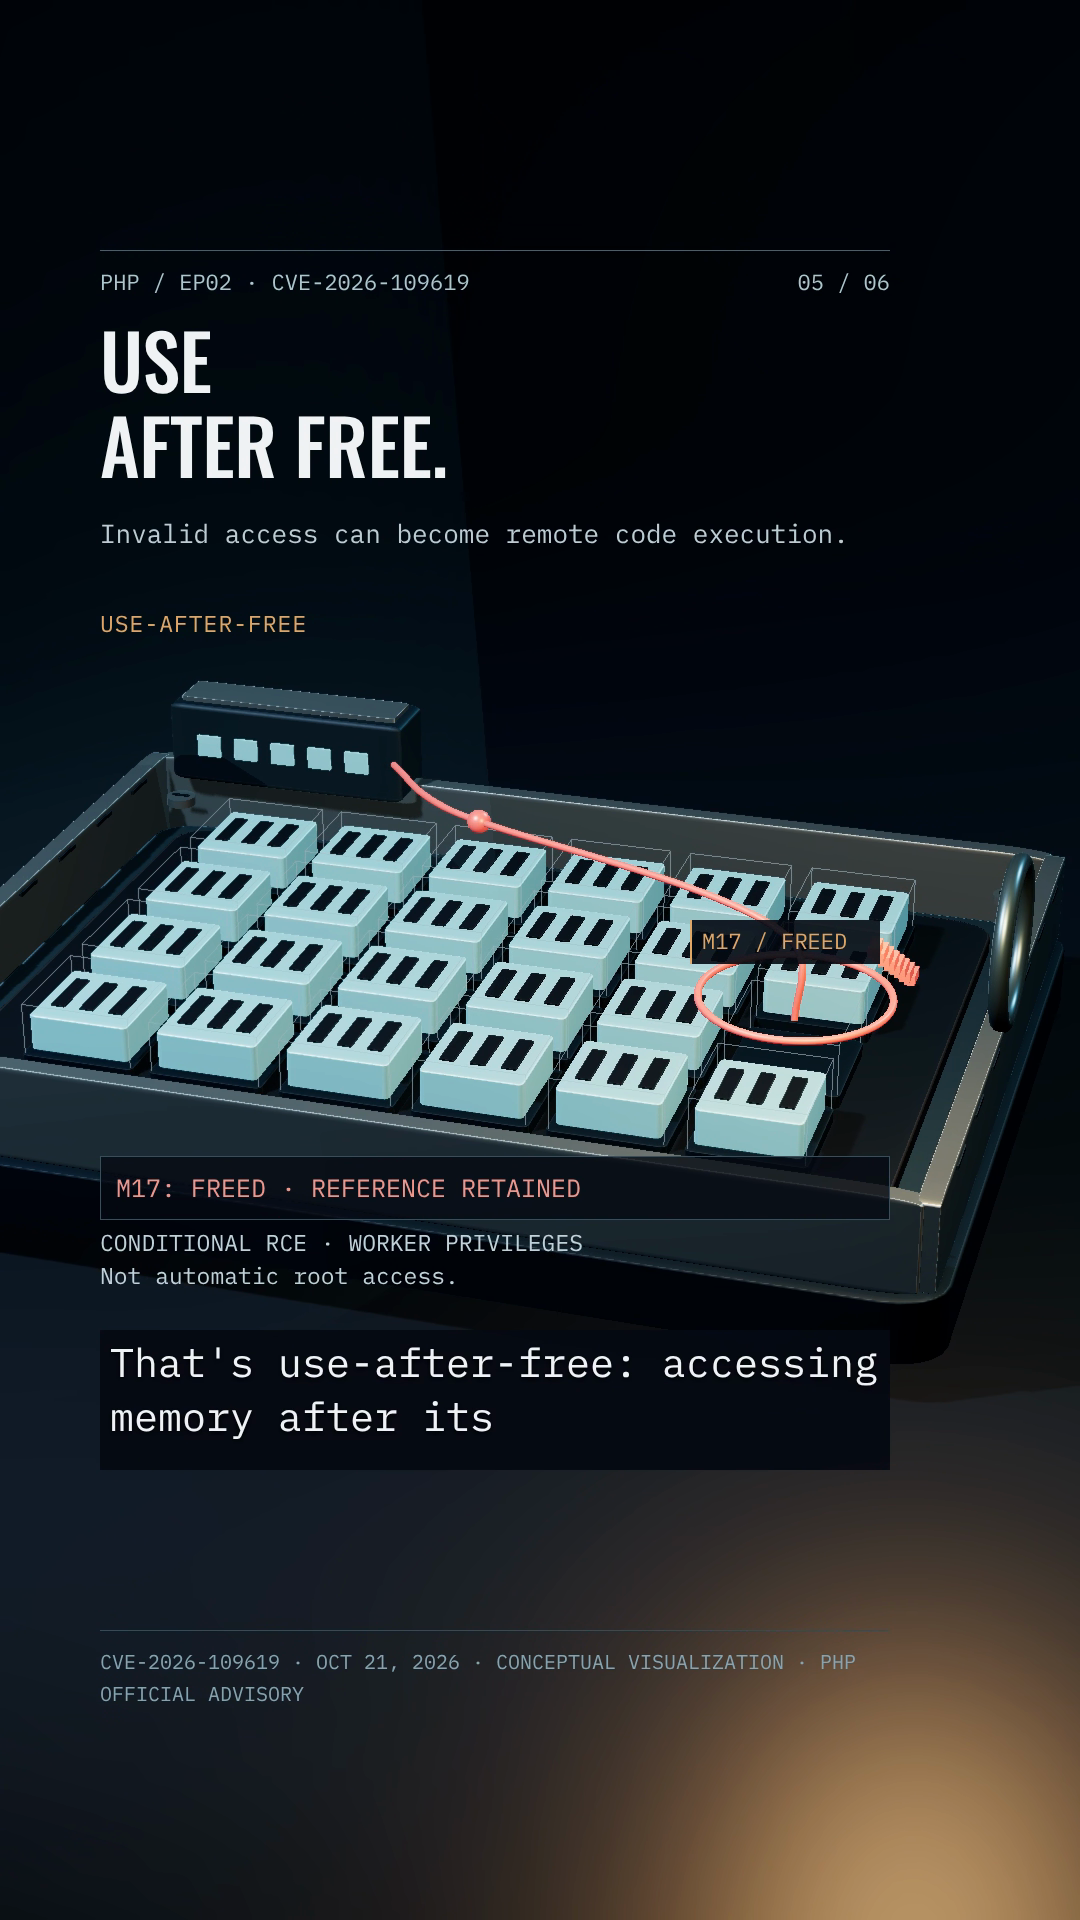 PHP / EP02 · CVE-2026-109619
05 / 06
USE
AFTER FREE.
Invalid access can become remote code execution.
USE-AFTER-FREE
M17 / FREED
M17: FREED · REFERENCE RETAINED
CONDITIONAL RCE · WORKER PRIVILEGES
Not automatic root access.
That's use-after-free: accessing
memory after its
CVE-2026-109619 · OCT 21, 2026 · CONCEPTUAL VISUALIZATION · PHP
OFFICIAL ADVISORY